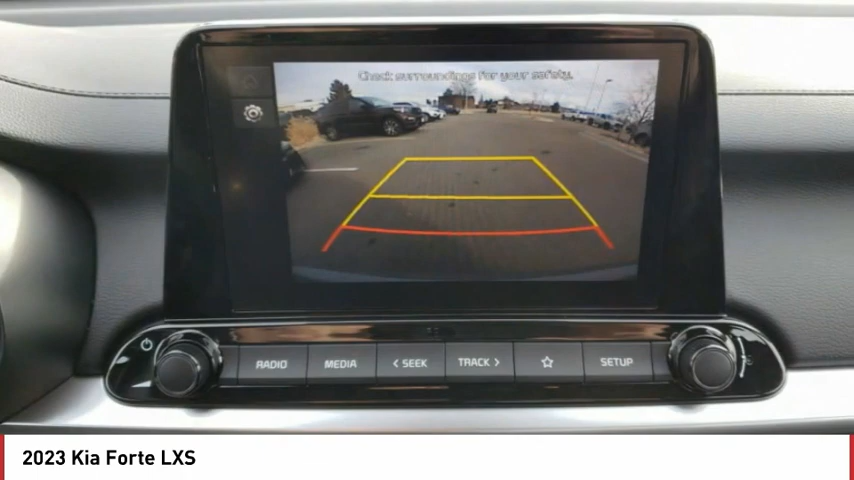 Check surroundings for your safety.
RADIO MEDIA < SEEK TRACK > SETUP
2023 Kia Forte LXS